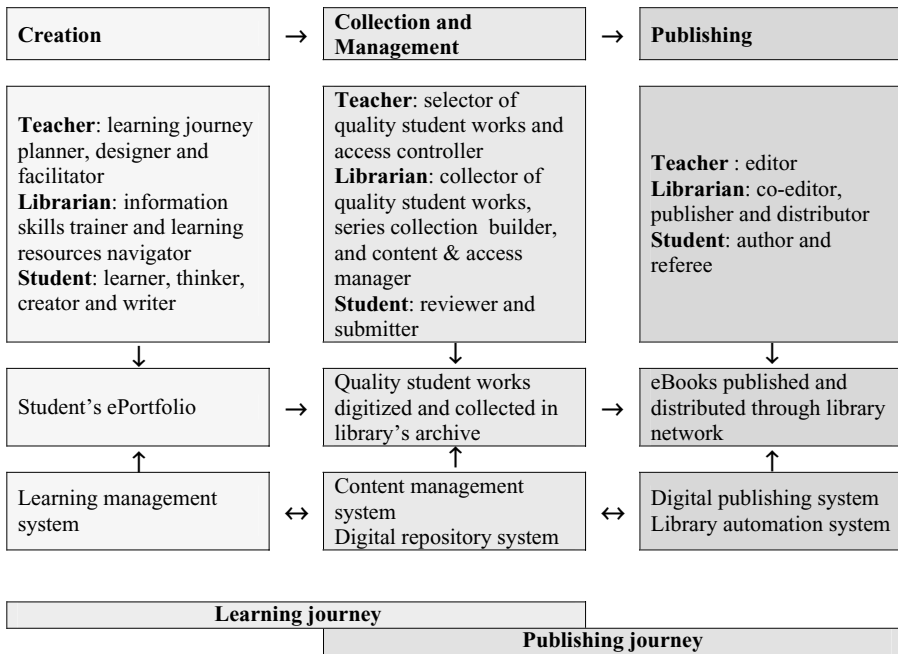 Creation
→
Collection and
Management
→
Publishing
Teacher: learning journey
planner, designer and
facilitator
Librarian: information
skills trainer and learning
resources navigator
Student: learner, thinker,
creator and writer
Teacher: selector of
quality student works and
access controller
Librarian: collector of
quality student works,
series collection builder,
and content & access
manager
Student: reviewer and
submitter
Teacher : editor
Librarian: co-editor,
publisher and distributor
Student: author and
referee
↓
↓
↓
Student’s ePortfolio
→
Quality student works
digitized and collected in
library’s archive
→
eBooks published and
distributed through library
network
↑
↑
↑
Learning management
system
↔
Content management
system
Digital repository system
↔
Digital publishing system
Library automation system
Learning journey
Publishing journey